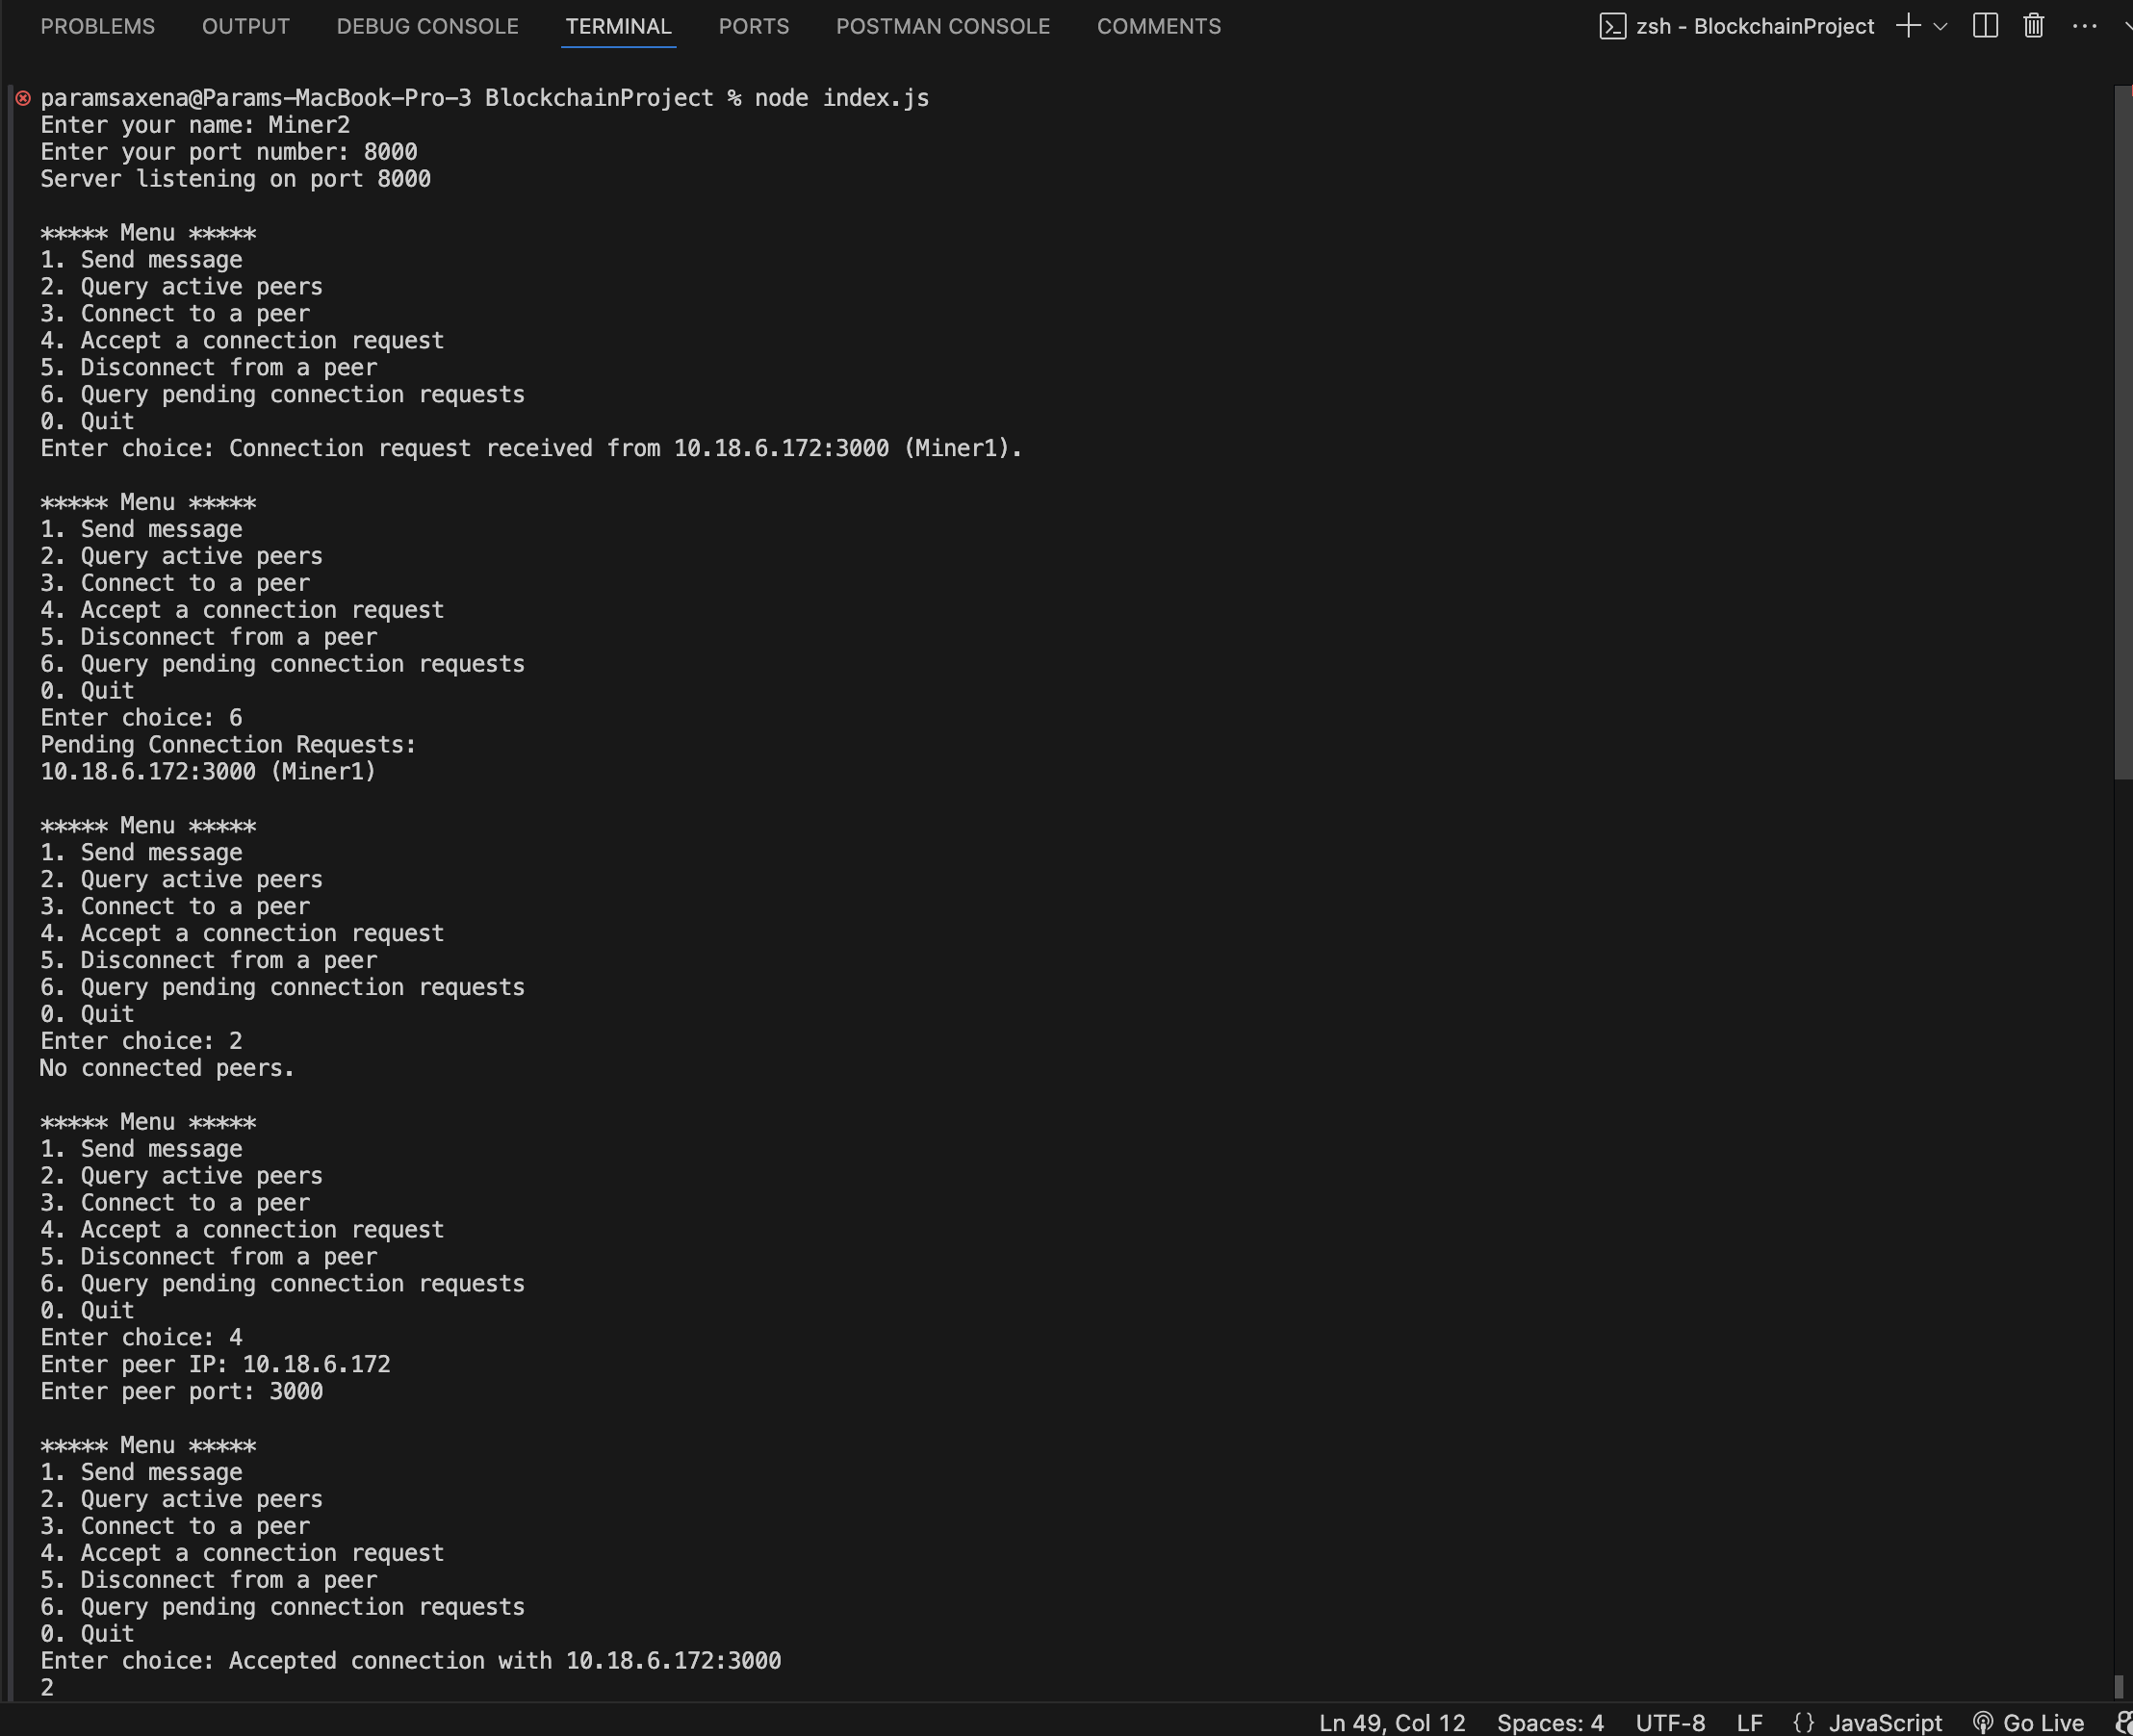 PROBLEMS OUTPUT DEBUG CONSOLE TERMINAL PORTS POSTMAN CONSOLE COMMENTS zsh - BlockchainProject
paramsaxena@Params-MacBook-Pro-3 BlockchainProject % node index.js
Enter your name: Miner2
Enter your port number: 8000
Server listening on port 8000
***** Menu *****
1. Send message
2. Query active peers
3. Connect to a peer
4. Accept a connection request
5. Disconnect from a peer
6. Query pending connection requests
0. Quit
Enter choice: Connection request received from 10.18.6.172:3000 (Miner1).
***** Menu *****
1. Send message
2. Query active peers
3. Connect to a peer
4. Accept a connection request
5. Disconnect from a peer
6. Query pending connection requests
0. Quit
Enter choice: 6
Pending Connection Requests:
10.18.6.172:3000 (Miner1)
***** Menu *****
1. Send message
2. Query active peers
3. Connect to a peer
4. Accept a connection request
5. Disconnect from a peer
6. Query pending connection requests
0. Quit
Enter choice: 2
No connected peers.
***** Menu *****
1. Send message
2. Query active peers
3. Connect to a peer
4. Accept a connection request
5. Disconnect from a peer
6. Query pending connection requests
0. Quit
Enter choice: 4
Enter peer IP: 10.18.6.172
Enter peer port: 3000
***** Menu *****
1. Send message
2. Query active peers
3. Connect to a peer
4. Accept a connection request
5. Disconnect from a peer
6. Query pending connection requests
0. Quit
Enter choice: Accepted connection with 10.18.6.172:3000
2
Ln 49, Col 12 Spaces: 4 UTF-8 LF {} JavaScript Go Live